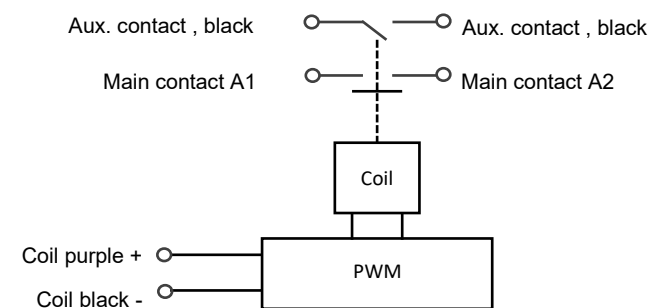 Aux. contact , black
Aux. contact , black
Main contact A1
Main contact A2
Coil
Coil purple +
PWM
Coil black -